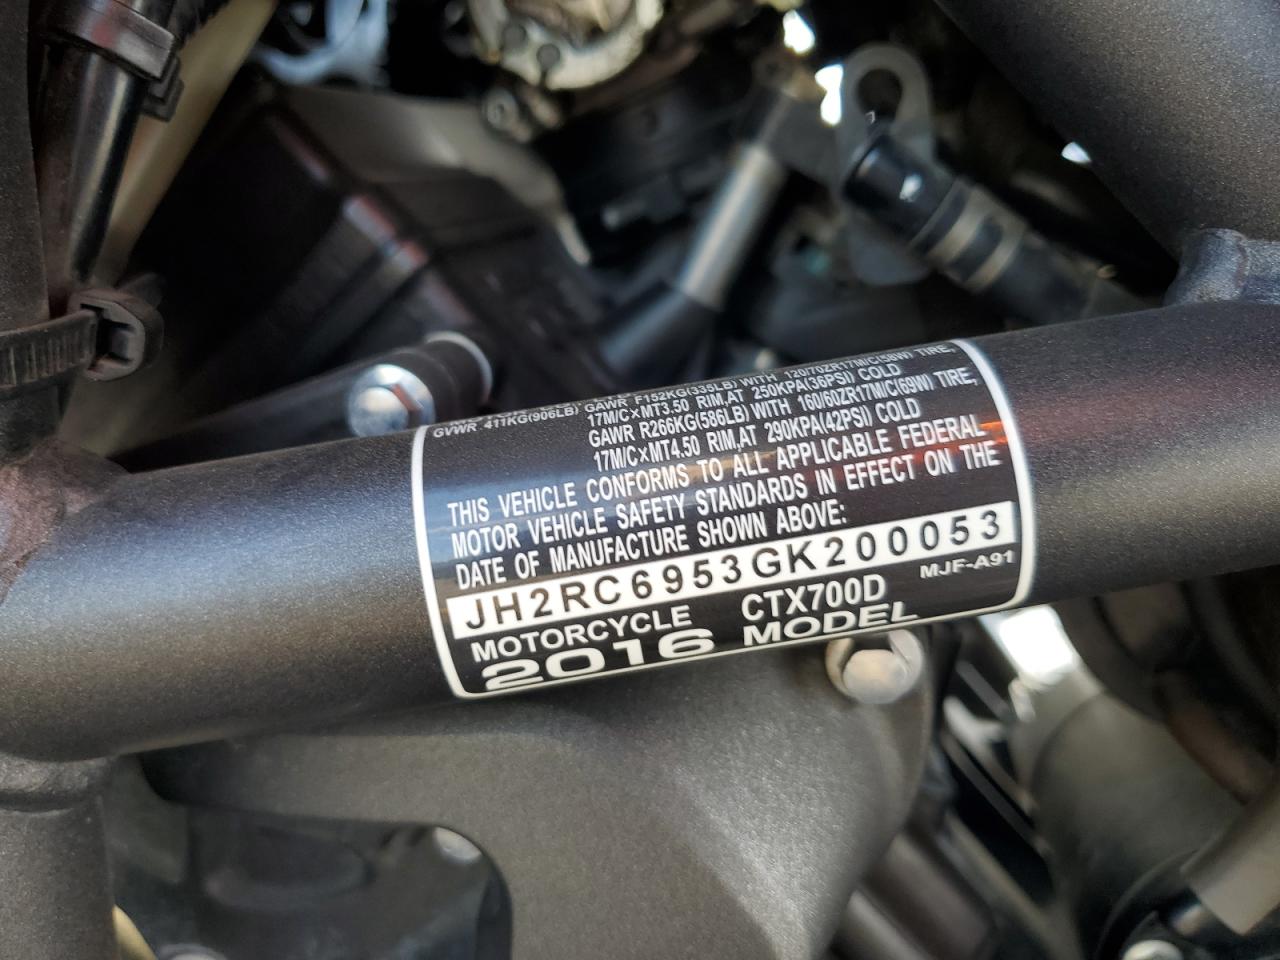 GVWR 411KG(906LB) GAWR F152KG(335LB) WITH 120/70ZR17M/C(58W) TIRE,
17M/C×MT3.50 RIM,AT 250KPA(36PSI) COLD
GAWR R266KG(586LB) WITH 160/60ZR17M/C(69W) TIRE,
17M/C×MT4.50 RIM,AT 290KPA(42PSI) COLD
THIS VEHICLE CONFORMS TO ALL APPLICABLE FEDERAL
MOTOR VEHICLE SAFETY STANDARDS IN EFFECT ON THE
DATE OF MANUFACTURE SHOWN ABOVE:
JH2RC6953GK200053
MOTORCYCLE CTX700D MJF-A91
2016 MODEL